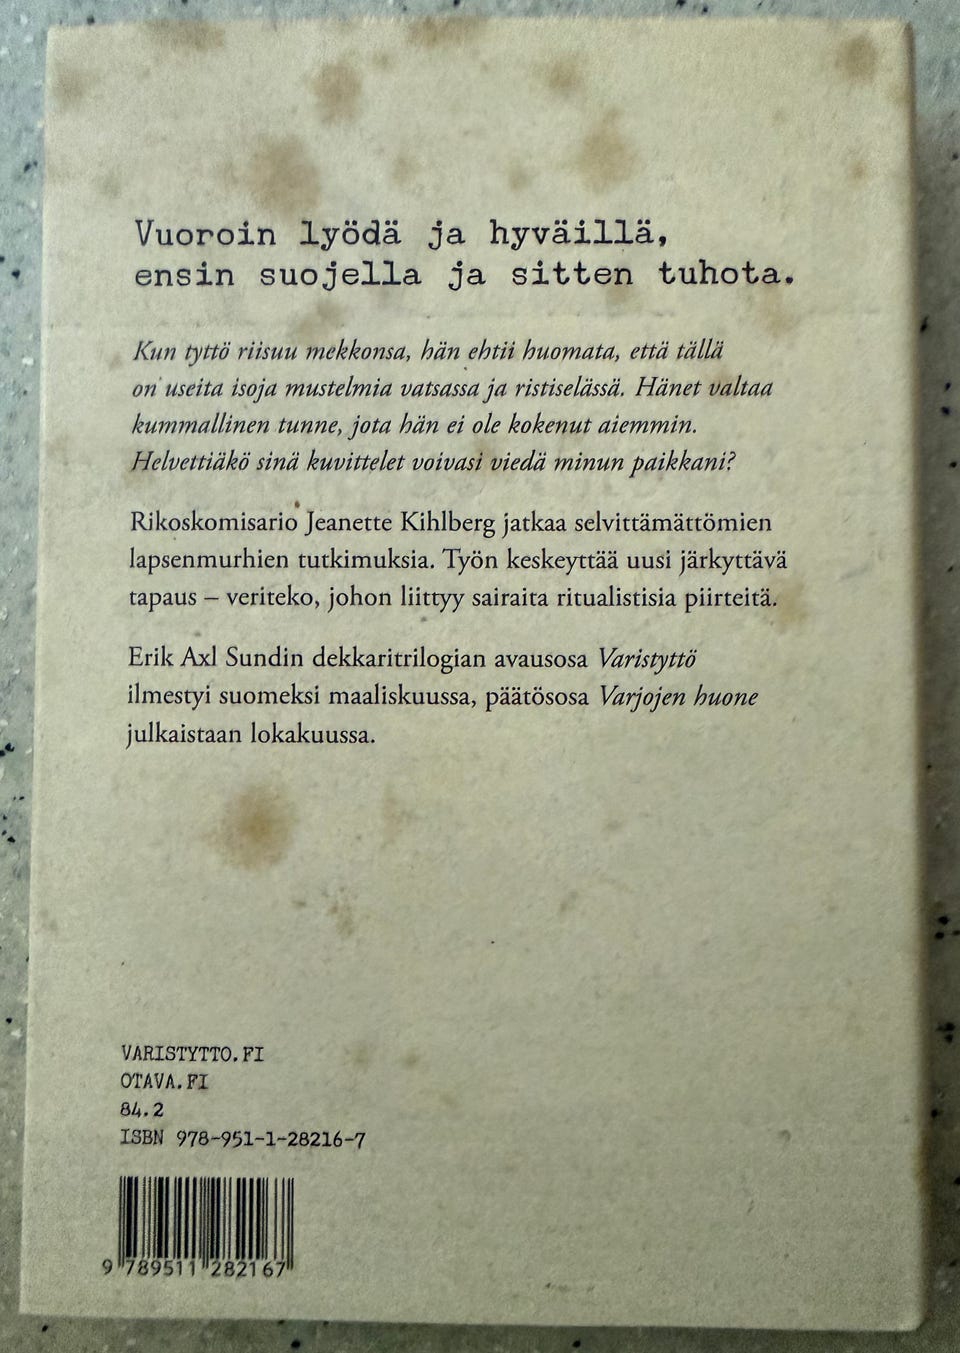 Vuoroin lyödä ja hyväillä,
ensin suojella ja sitten tuhota.
Kun tyttö riisuu mekkonsa, hän ehtii huomata, että tällä
on useita isoja mustelmia vatsassa ja ristiselässä. Hänet valtaa
kummallinen tunne, jota hän ei ole kokenut aiemmin.
Helvettiäkö sinä kuvittelet voivasi viedä minun paikkani?
Rikoskomisario Jeanette Kihlberg jatkaa selvittämättömien
lapsenmurhien tutkimuksia. Työn keskeyttää uusi järkyttävä
tapaus – veriteko, johon liittyy sairaita ritualistisia piirteitä.
Erik Axl Sundin dekkaritrilogian avausosa Varistyttö
ilmestyi suomeksi maaliskuussa, päätösosa Varjojen huone
julkaistaan lokakuussa.
VARISTYTTO.FI
OTAVA.FI
84.2
ISBN 978-951-1-28216-7
9 789511 282167